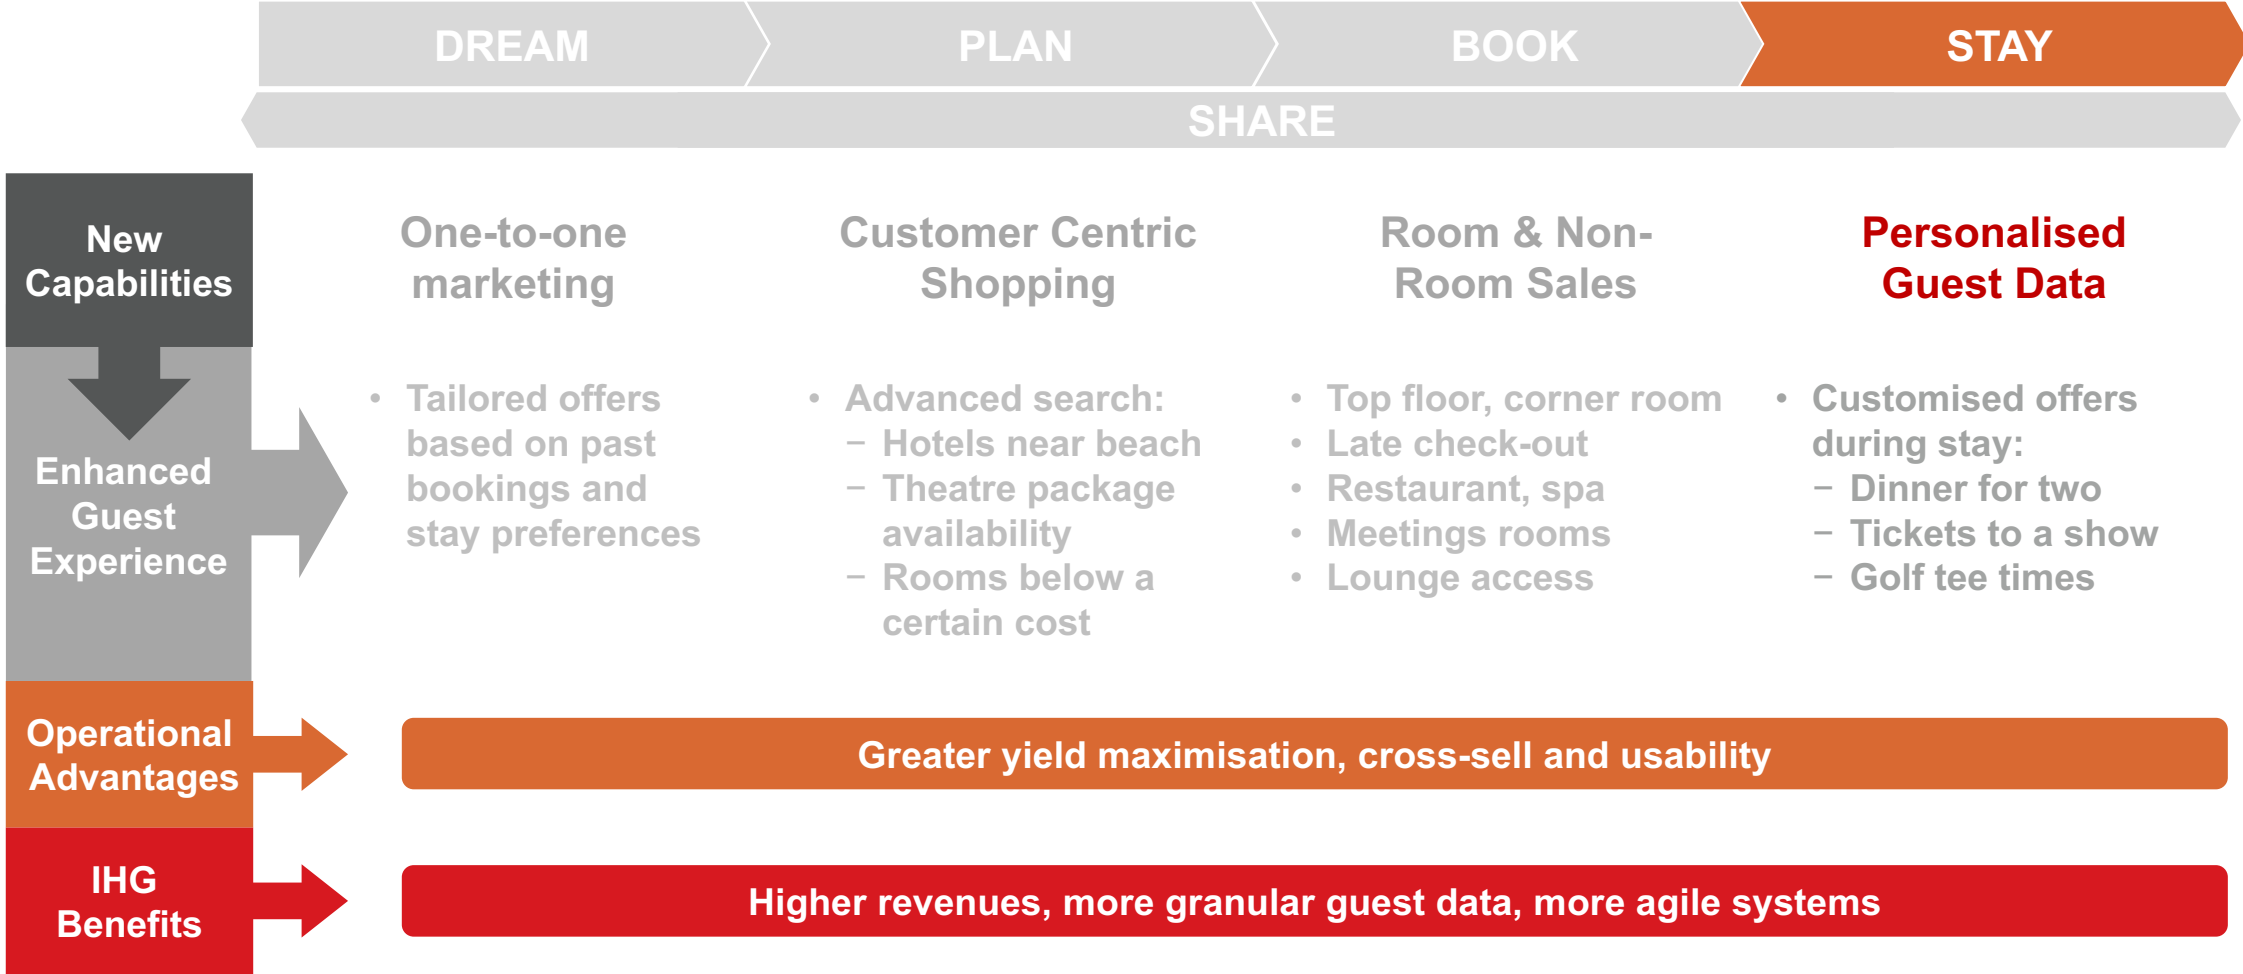 DREAM
PLAN
BOOK
STAY
SHARE
New
Capabilities
One-to-one
marketing
Customer Centric
Shopping
Room & Non-
Room Sales
Personalised
Guest Data
Enhanced
Guest
Experience
• Tailored offers
based on past
bookings and
stay preferences
• Advanced search:
− Hotels near beach
− Theatre package
availability
− Rooms below a
certain cost
• Top floor, corner room
• Late check-out
• Restaurant, spa
• Meetings rooms
• Lounge access
• Customised offers
during stay:
− Dinner for two
− Tickets to a show
− Golf tee times
Operational
Advantages
Greater yield maximisation, cross-sell and usability
IHG
Benefits
Higher revenues, more granular guest data, more agile systems